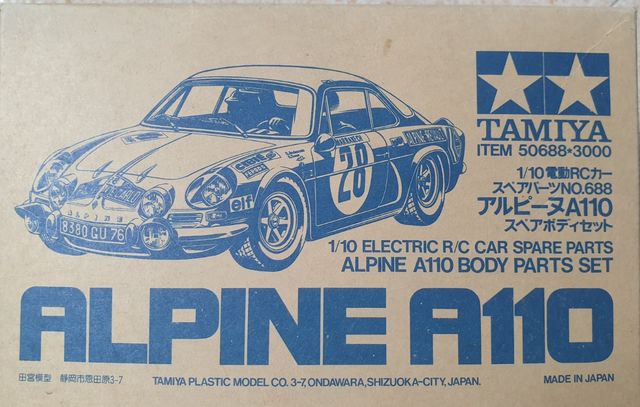 TAMIYA
ITEM 50688*3000
1/10電動RCカー
スペアパーツNO.688
アルピーヌA110
スペアボディセット
1/10 ELECTRIC R/C CAR SPARE PARTS
ALPINE A110 BODY PARTS SET
28
elf
ALPINE
8380 GU 76
ALPINE A110
田宮模型 静岡市恩田原3-7
TAMIYA PLASTIC MODEL CO. 3-7, ONDAWARA, SHIZUOKA-CITY, JAPAN.
MADE IN JAPAN